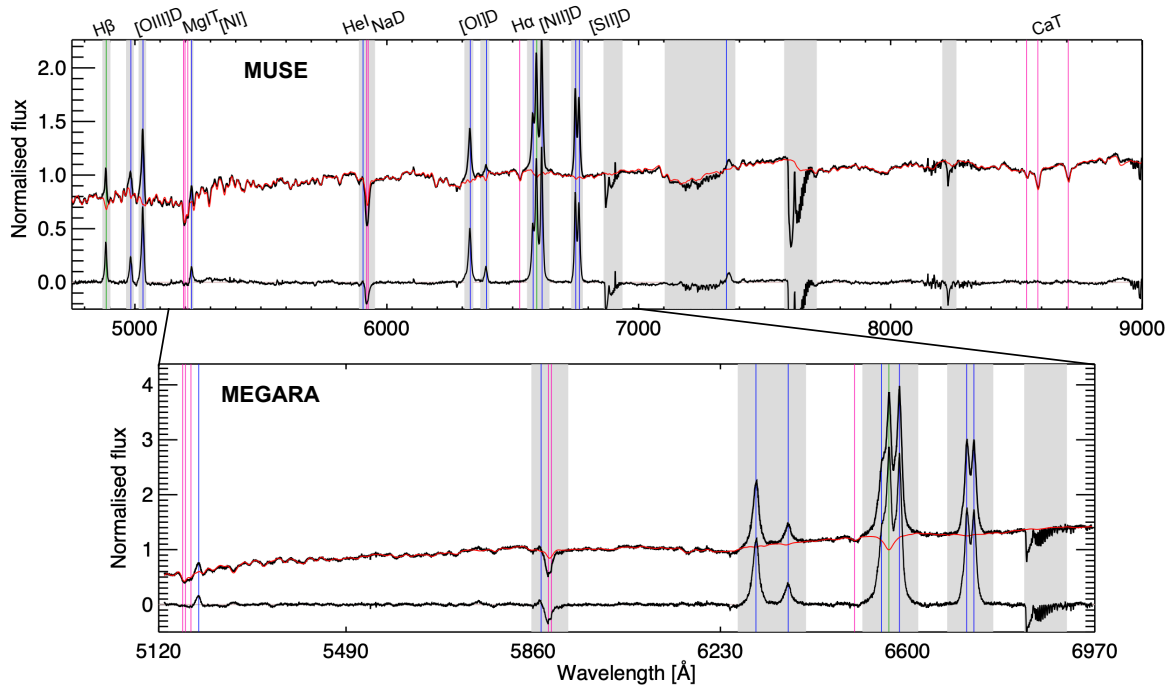 Hβ [OIII]D MgIT [NI] HeI NaD [OI]D Hα [NII]D [SII]D CaT
MUSE
Normalised flux
2.0
1.5
1.0
0.5
0.0
5000 6000 7000 8000 9000
MEGARA
Normalised flux
4
3
2
1
0
5120 5490 5860 6230 6600 6970
Wavelength [Å]